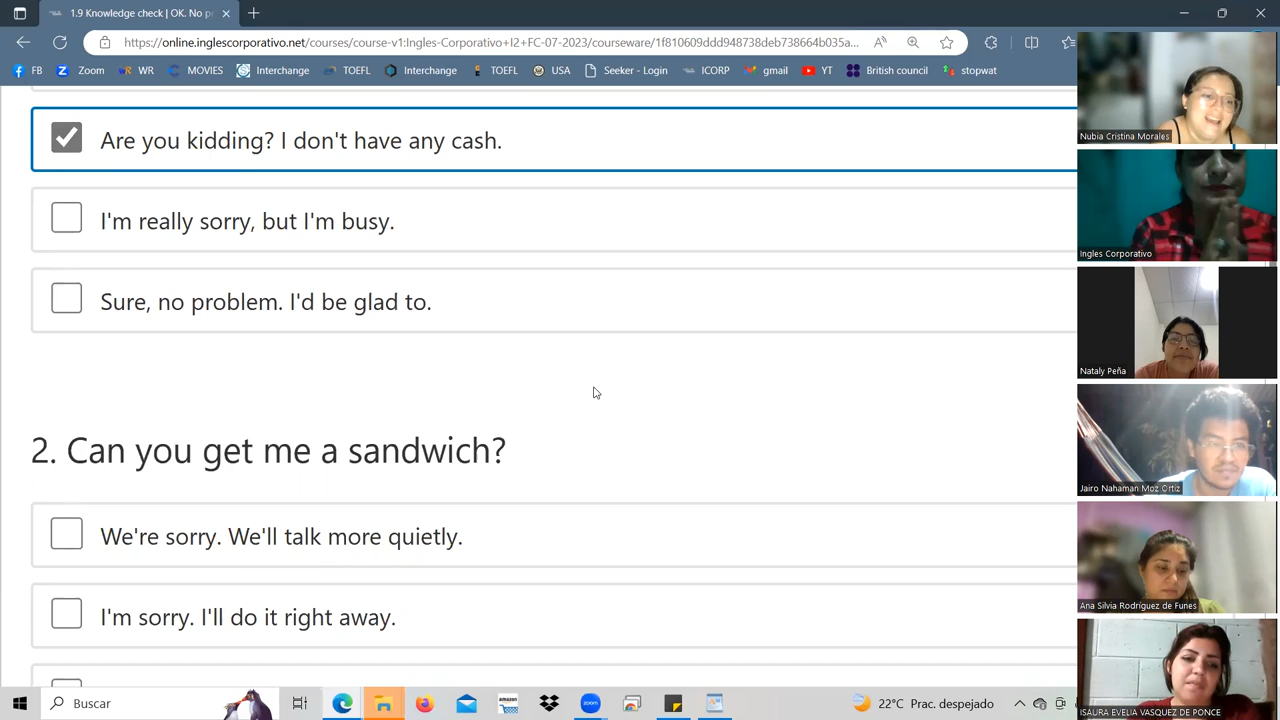 1.9 Knowledge check | OK. No pr
https://online.inglescorporativo.net/courses/course-v1:Ingles-Corporativo+I2+FC-07-2023/courseware/1f810609ddd948738deb738664b035a...
FB Zoom WR MOVIES Interchange TOEFL Interchange TOEFL USA Seeker - Login ICORP gmail YT British council stopwat
Are you kidding? I don't have any cash.
I'm really sorry, but I'm busy.
Sure, no problem. I'd be glad to.
2. Can you get me a sandwich?
We're sorry. We'll talk more quietly.
I'm sorry. I'll do it right away.
Nubia Cristina Morales
Ingles Corporativo
Nataly Peña
Jairo Nahaman Moz Ortiz
Ana Silvia Rodríguez de Funes
ISAURA EVELIA VASQUEZ DE PONCE
Buscar
amazon
zoom
22°C Prac. despejado